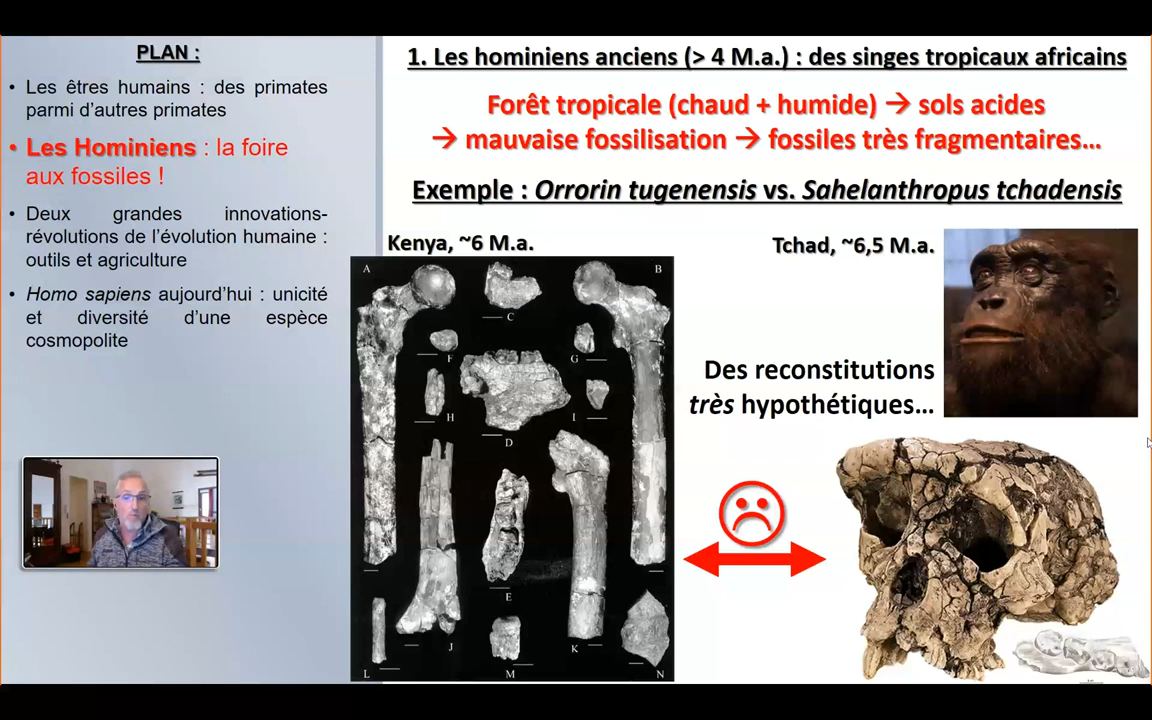 PLAN :
• Les êtres humains : des primates
parmi d’autres primates
• Les Hominiens : la foire
aux fossiles !
• Deux grandes innovations-
révolutions de l’évolution humaine :
outils et agriculture
• Homo sapiens aujourd’hui : unicité
et diversité d’une espèce
cosmopolite
1. Les hominiens anciens (> 4 M.a.) : des singes tropicaux africains
Forêt tropicale (chaud + humide) → sols acides
→ mauvaise fossilisation → fossiles très fragmentaires…
Exemple : Orrorin tugenensis vs. Sahelanthropus tchadensis
Kenya, ~6 M.a.
Tchad, ~6,5 M.a.
Des reconstitutions
très hypothétiques…
A
B
C
F
G
H
D
I
E
J
K
L
M
N